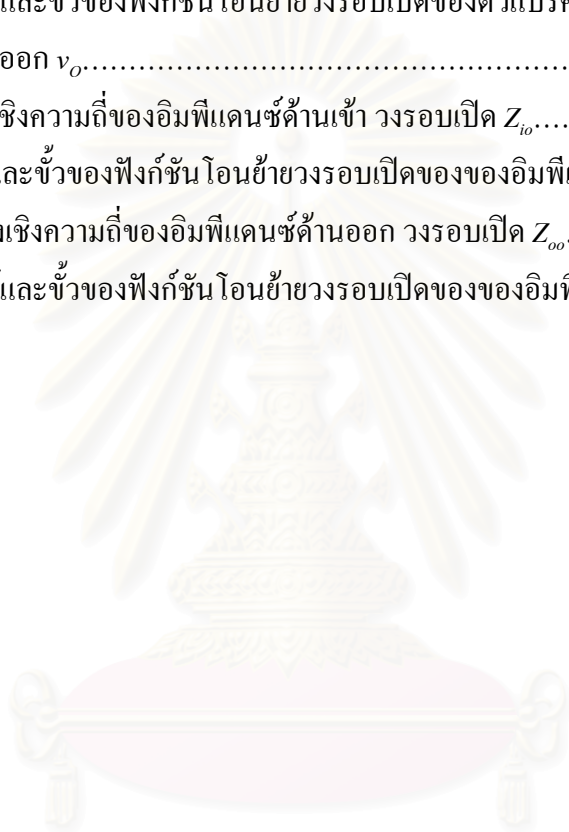 และขั้วของฟังก์ชันโอนย้ายวงรอบเปิดของตัวแปรค
ออก v_O....................................................
เชิงความถี่ของอิมพีแดนซ์ด้านเข้า วงรอบเปิด Z_io....
และขั้วของฟังก์ชันโอนย้ายวงรอบเปิดของของอิมพี
งเชิงความถี่ของอิมพีแดนซ์ด้านออก วงรอบเปิด Z_oo.
และขั้วของฟังก์ชันโอนย้ายวงรอบเปิดของของอิมพี